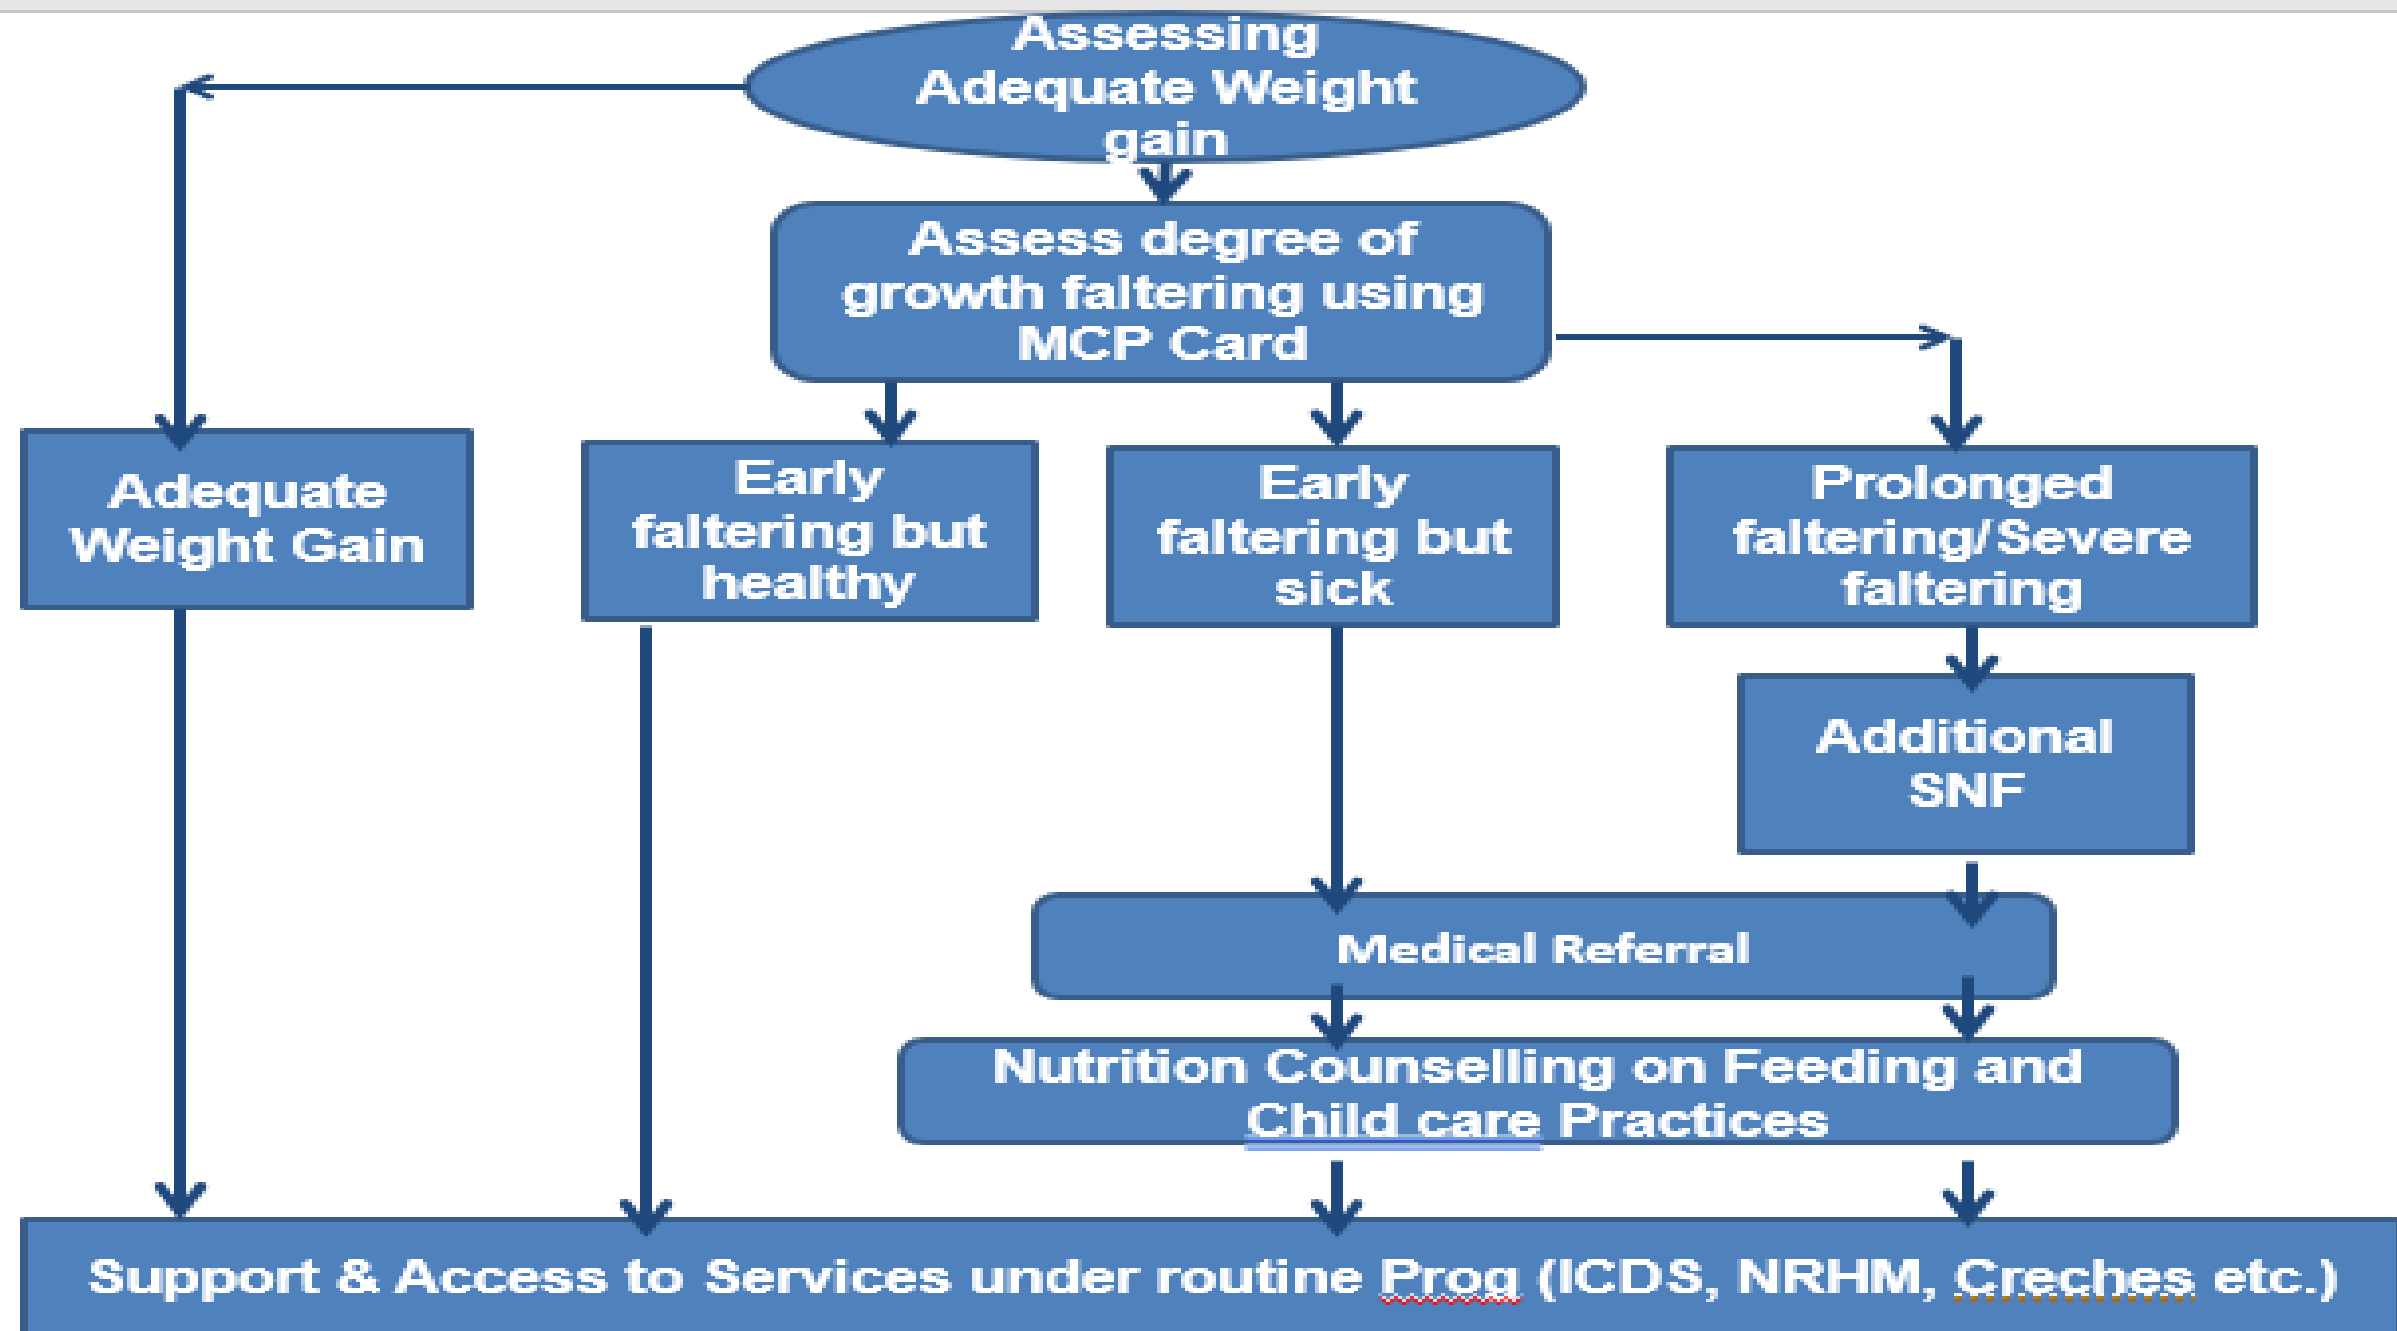 Assessing
Adequate Weight
gain
Assess degree of
growth faltering using
MCP Card
Adequate
Weight Gain
Early
faltering but
healthy
Early
faltering but
sick
Prolonged
faltering/Severe
faltering
Additional
SNF
Medical Referral
Nutrition Counselling on Feeding and
Child care Practices
Support & Access to Services under routine Prog (ICDS, NRHM, Creches etc.)